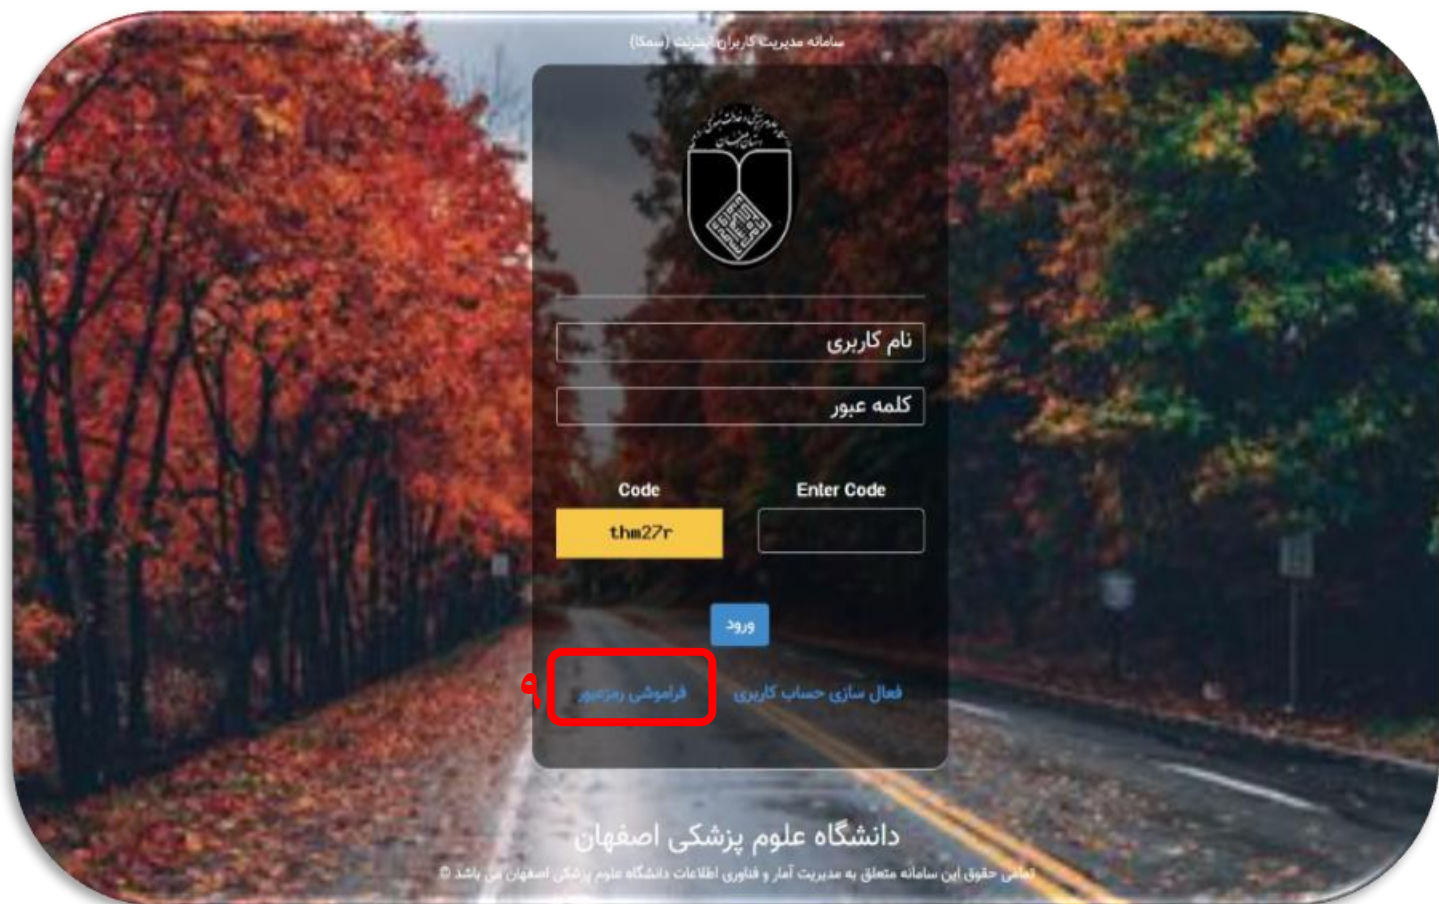 سامانه مدیریت کاربران اینترنت (سمکا)
نام کاربری
کلمه عبور
Code
Enter Code
thm27r
ورود
فعال سازی حساب کاربری
فراموشی رمزعبور
۹
دانشگاه علوم پزشکی اصفهان
تمامی حقوق این سامانه متعلق به مدیریت آمار و فناوری اطلاعات دانشگاه علوم پزشکی اصفهان می باشد ©